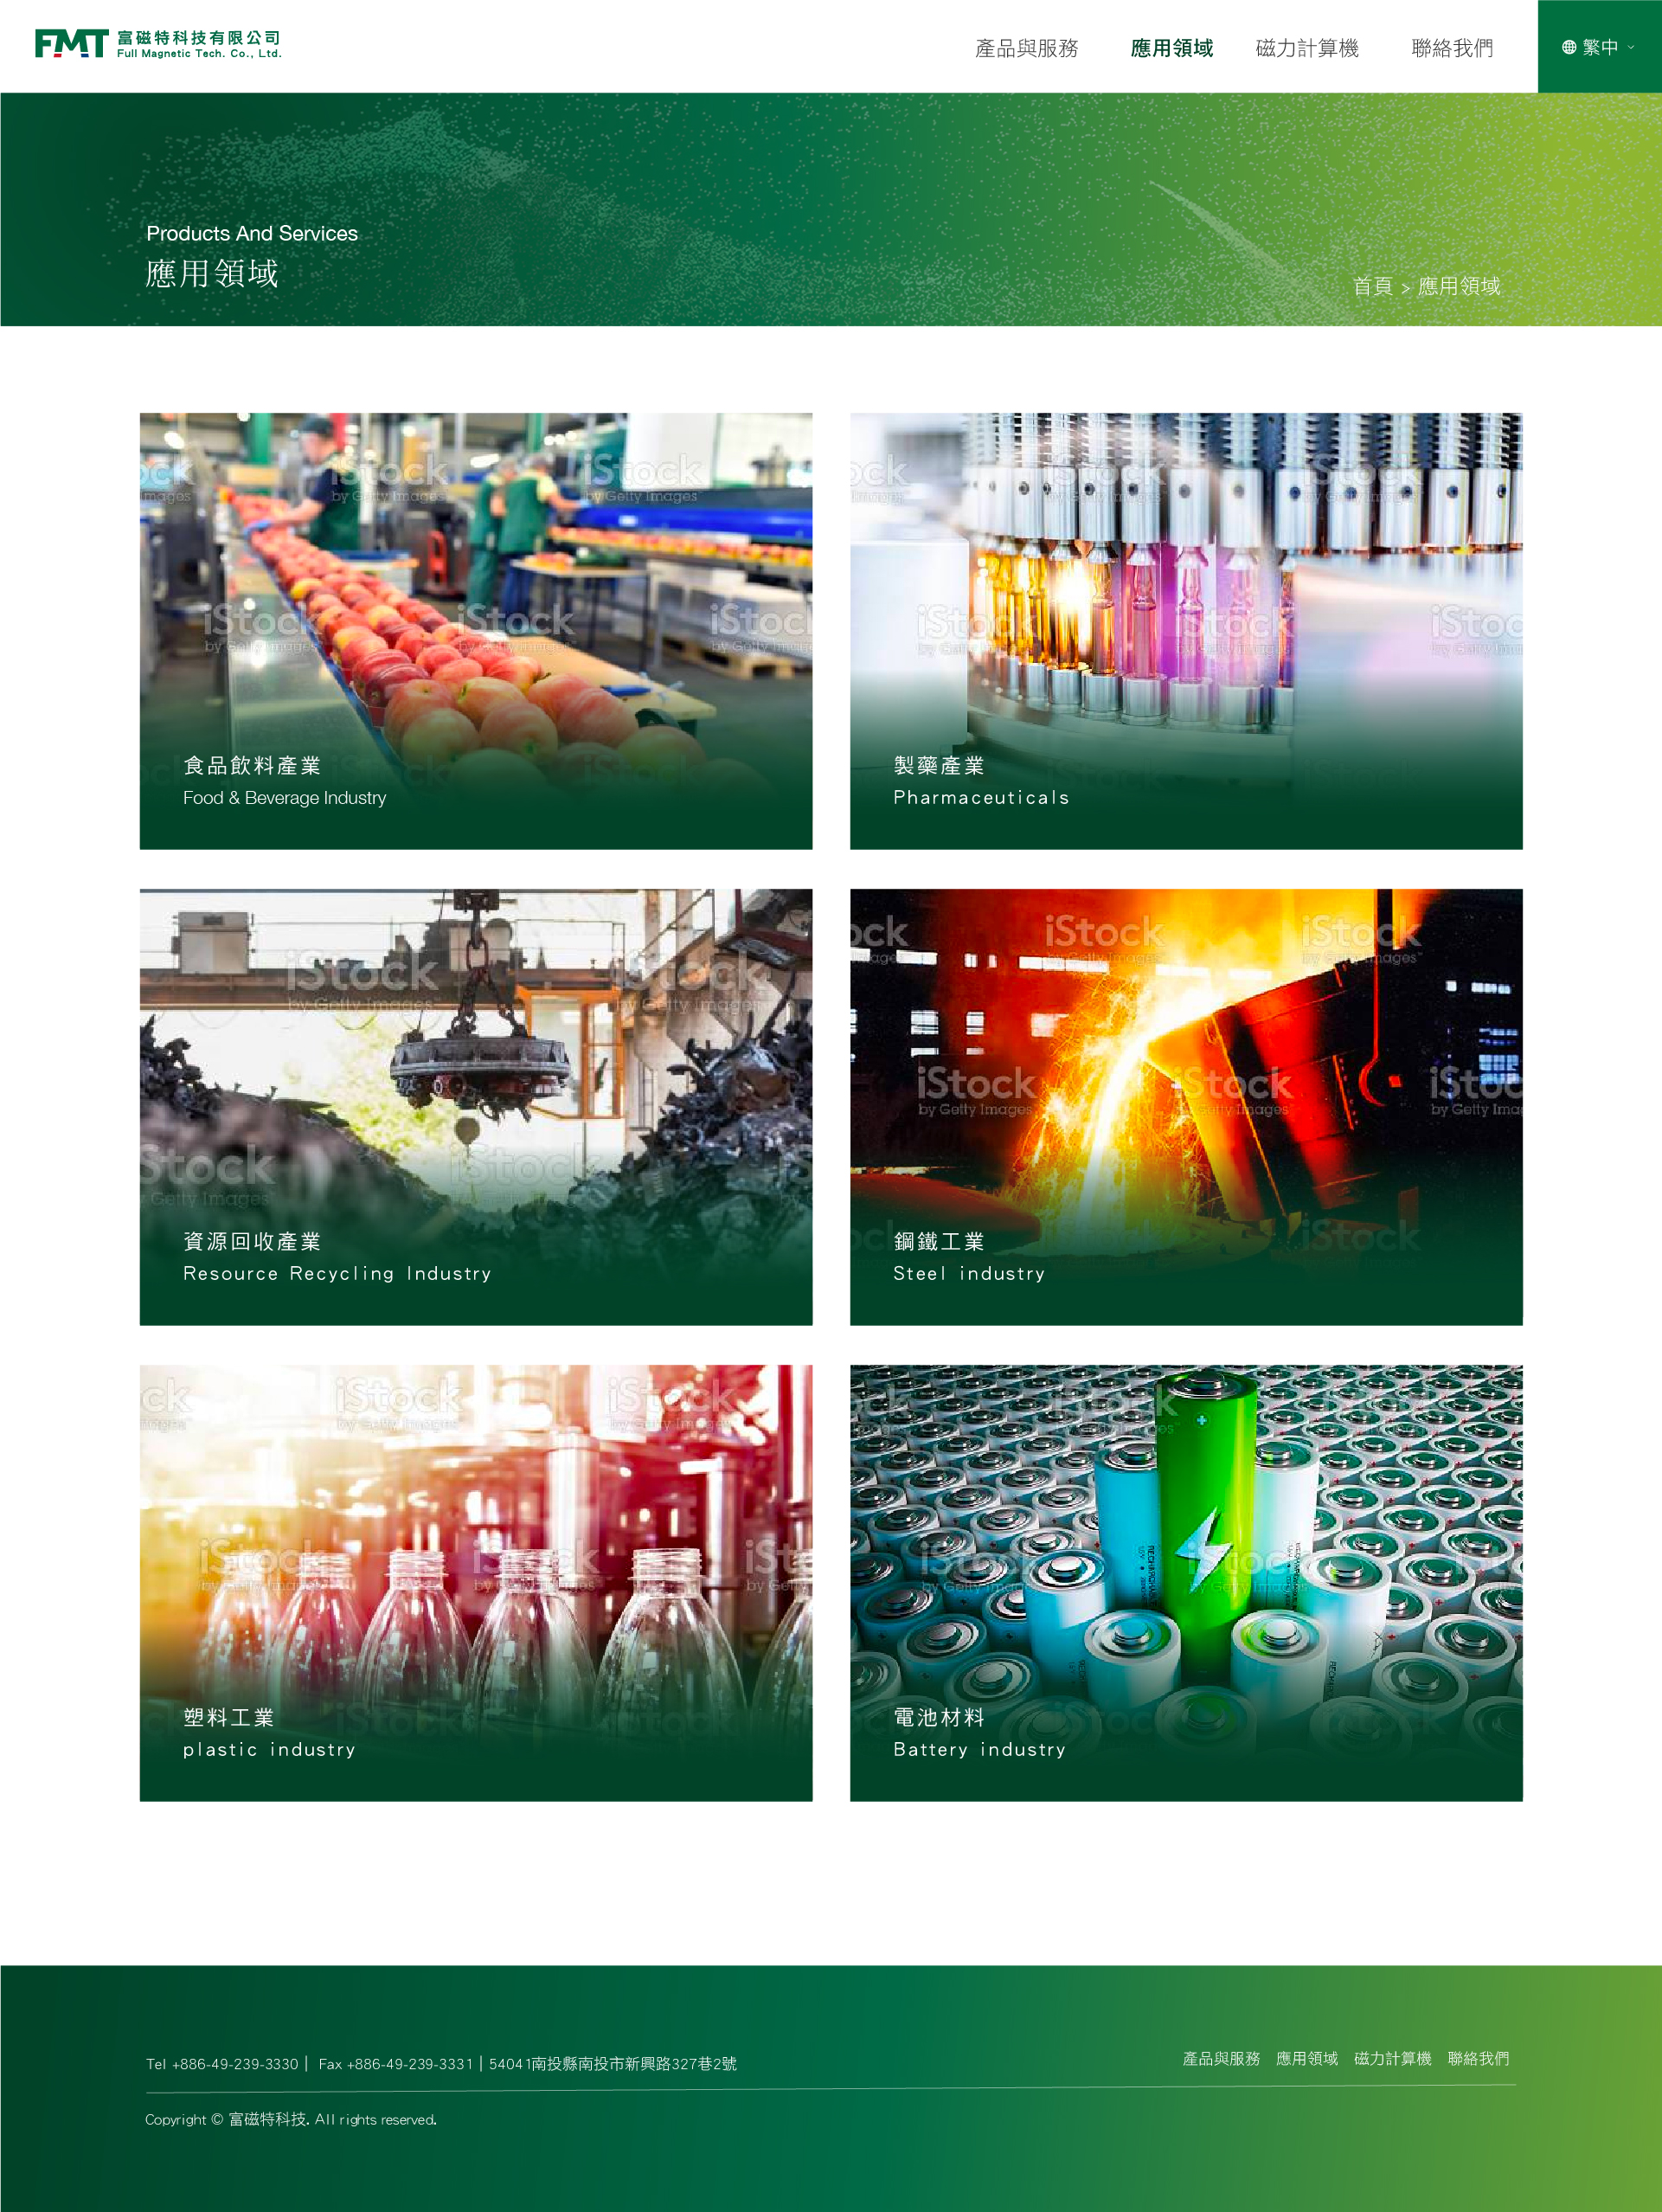 FMT 富磁特科技有限公司
Full Magnetic Tech. Co., Ltd.
產品與服務 應用領域 磁力計算機 聯絡我們 繁中
Products And Services
應用領域
首頁 > 應用領域
iStock
by Getty Images
食品飲料產業
Food & Beverage Industry
製藥產業
Pharmaceuticals
資源回收產業
Resource Recycling Industry
鋼鐵工業
Steel industry
塑料工業
plastic industry
電池材料
Battery industry
Tel +886-49-239-3330 | Fax +886-49-239-3331 | 54041南投縣南投市新興路327巷2號
產品與服務 應用領域 磁力計算機 聯絡我們
Copyright © 富磁特科技. All rights reserved.